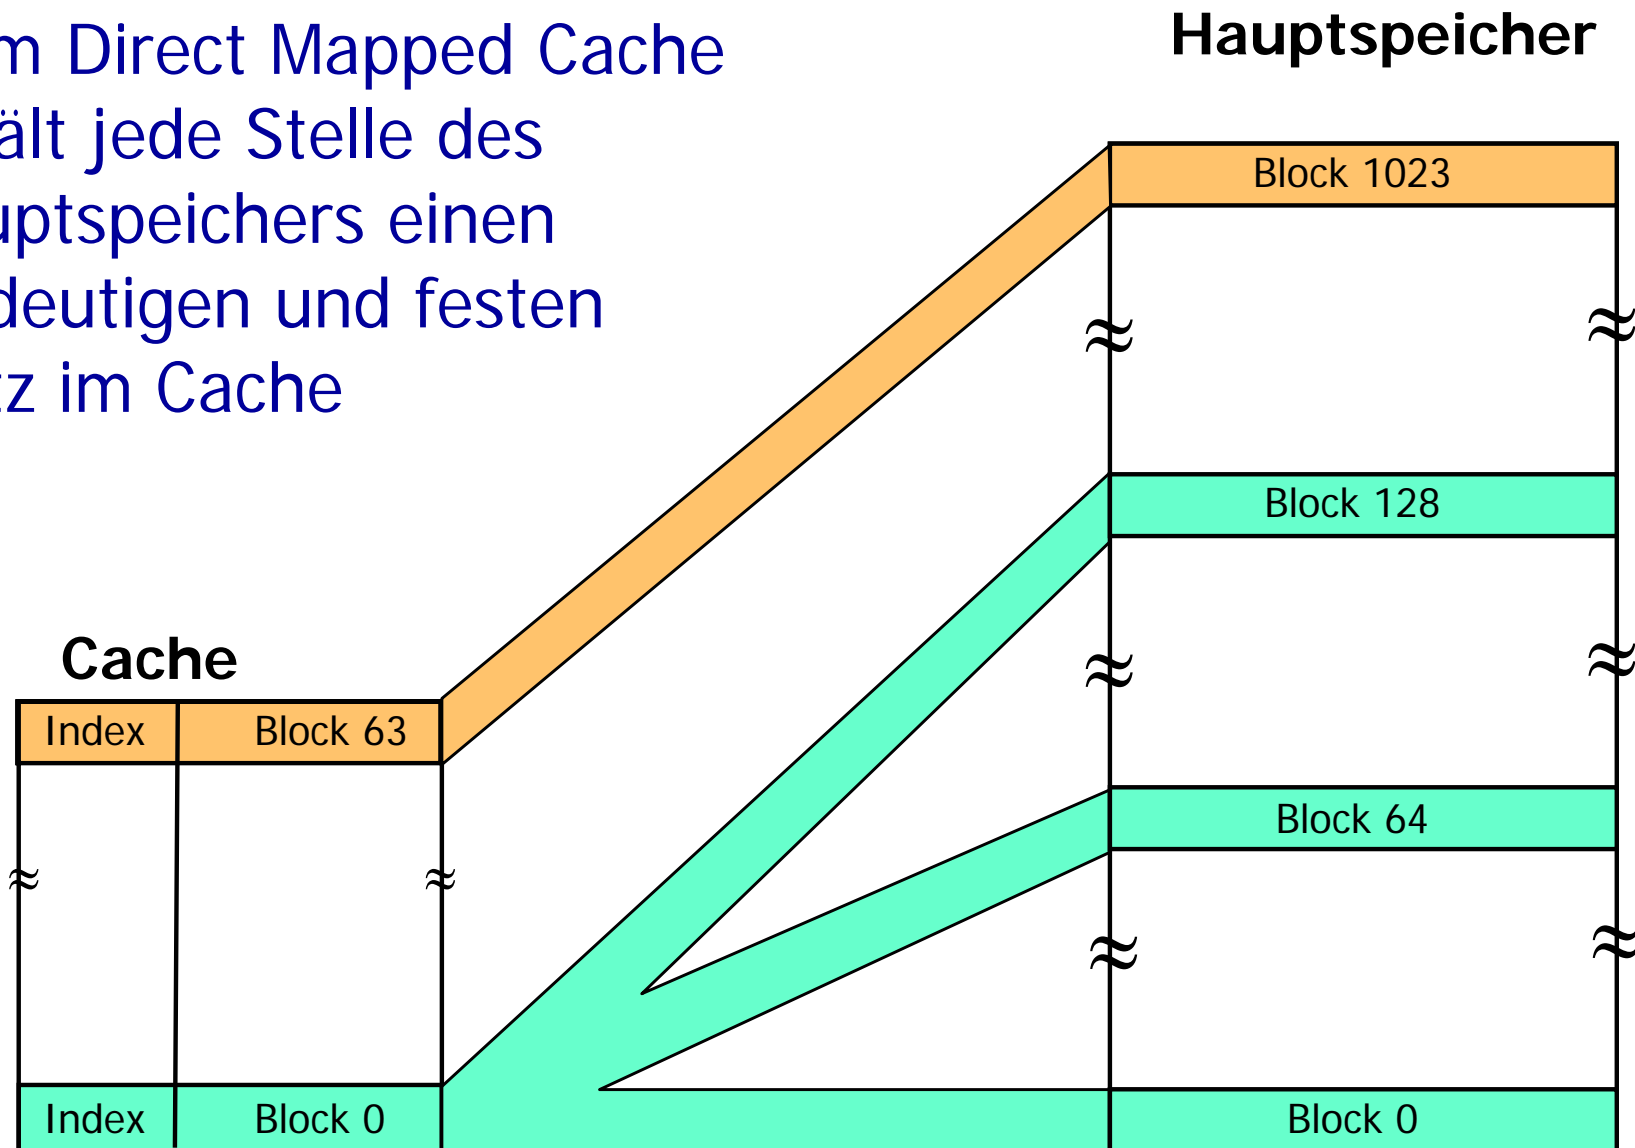 m Direct Mapped Cache
ält jede Stelle des
uptspeichers einen
deutigen und festen
tz im Cache
Hauptspeicher
Block 1023
Block 128
Cache
Index Block 63
Block 64
Index Block 0
Block 0